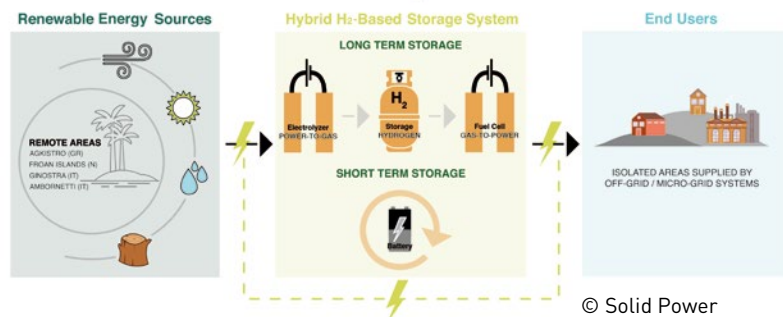 Renewable Energy Sources
REMOTE AREAS
AGKISTRO (GR)
FROAN ISLANDS (N)
GINOSTRA (IT)
AMBORNETTI (IT)
Hybrid H₂-Based Storage System
LONG TERM STORAGE
Electrolyzer
POWER-TO-GAS
H₂
Storage
HYDROGEN
Fuel Cell
GAS-TO-POWER
SHORT TERM STORAGE
Battery
End Users
ISOLATED AREAS SUPPLIED BY
OFF-GRID / MICRO-GRID SYSTEMS
© Solid Power